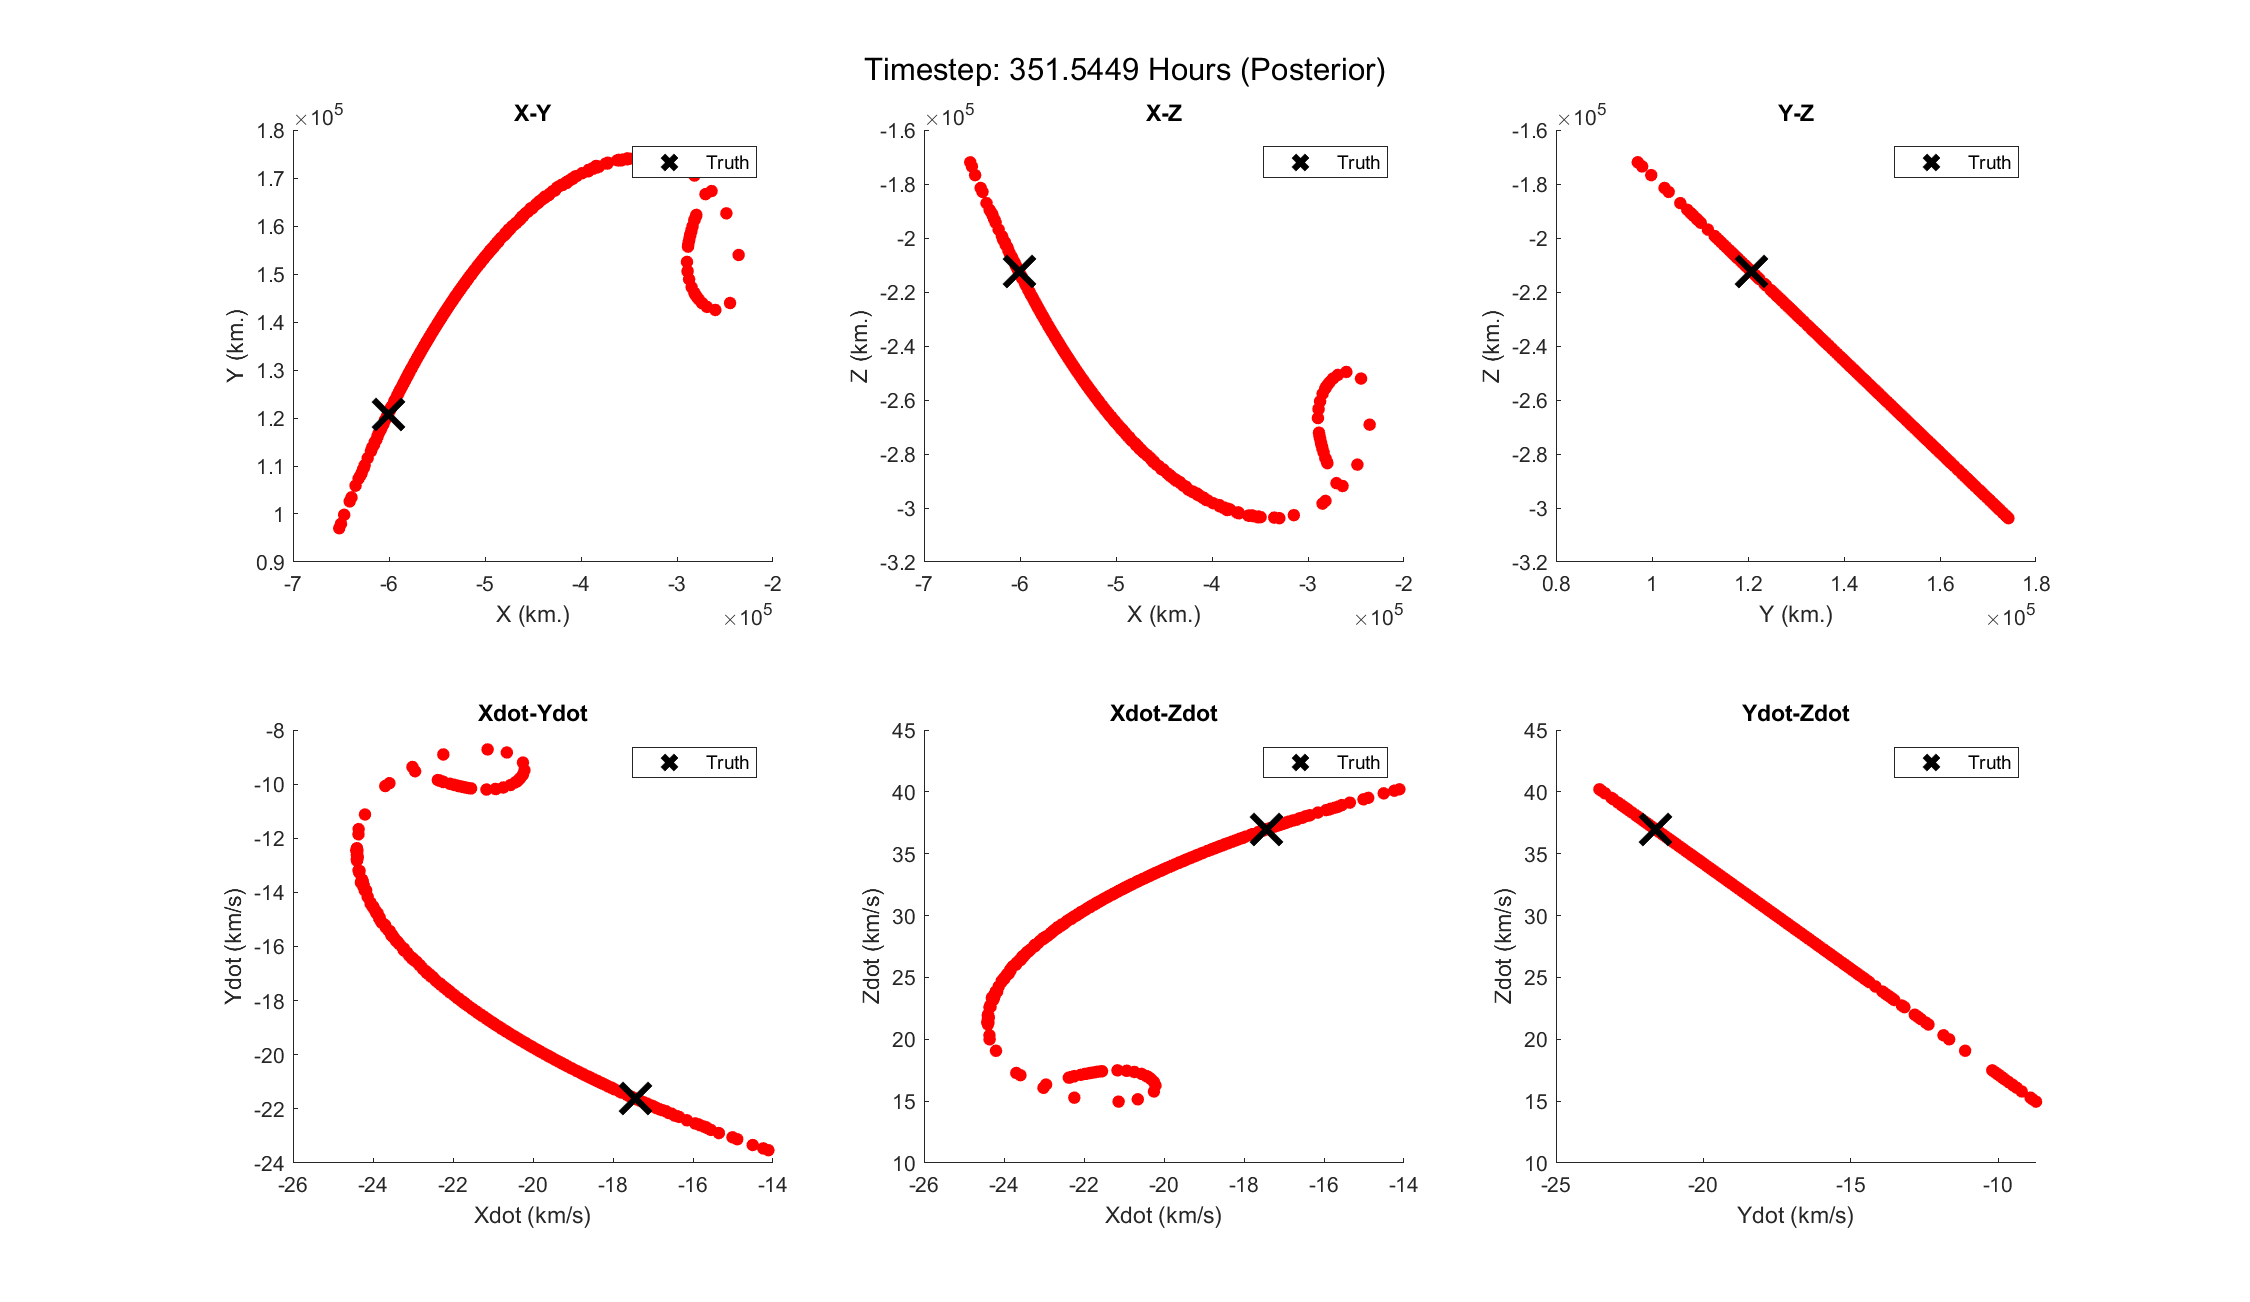 Timestep: 351.5449 Hours (Posterior)
X-Y
×10^5
1.8
1.7
1.6
1.5
1.4
1.3
1.2
1.1
1
0.9
Y (km.)
Truth
-7 -6 -5 -4 -3 -2
X (km.)
×10^5
X-Z
×10^5
-1.6
-1.8
-2
-2.2
-2.4
-2.6
-2.8
-3
-3.2
Z (km.)
Truth
-7 -6 -5 -4 -3 -2
X (km.)
×10^5
Y-Z
×10^5
-1.6
-1.8
-2
-2.2
-2.4
-2.6
-2.8
-3
-3.2
Z (km.)
Truth
0.8 1 1.2 1.4 1.6 1.8
Y (km.)
×10^5
Xdot-Ydot
-8
-10
-12
-14
-16
-18
-20
-22
-24
Ydot (km/s)
Truth
-26 -24 -22 -20 -18 -16 -14
Xdot (km/s)
Xdot-Zdot
45
40
35
30
25
20
15
10
Zdot (km/s)
Truth
-26 -24 -22 -20 -18 -16 -14
Xdot (km/s)
Ydot-Zdot
45
40
35
30
25
20
15
10
Zdot (km/s)
Truth
-25 -20 -15 -10
Ydot (km/s)